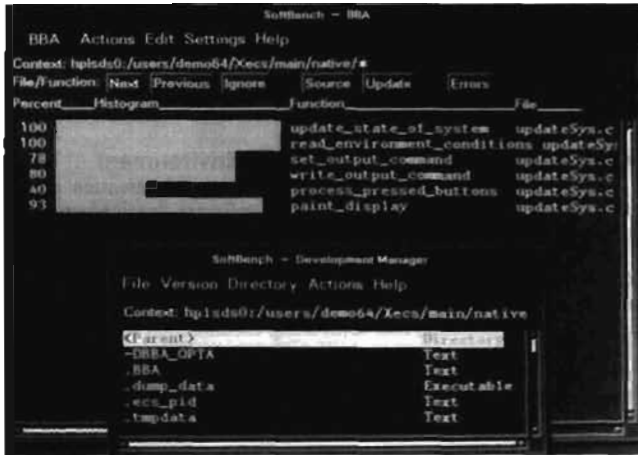 SoftBench – BBA
BBA Actions Edit Settings Help
Context: hplsds0:/users/demo64/Xecs/main/native/*
File/Function: Next Previous Ignore Source Update Errors
Percent Histogram Function File
100 update_state_of_system updateSys.c
100 read_environment_conditions updateSy
78 set_output_command updateSys.c
80 write_output_command updateSys.c
40 process_pressed_buttons updateSys.c
93 paint_display updateSys.c
SoftBench – Development Manager
File Version Directory Actions Help
Context: hplsds0:/users/demo64/Xecs/main/native
<Parent> Directory
-DBBA_OPTA Text
.BBA Text
.dump_data Executable
.ecs_pid Text
.tmpdata Text